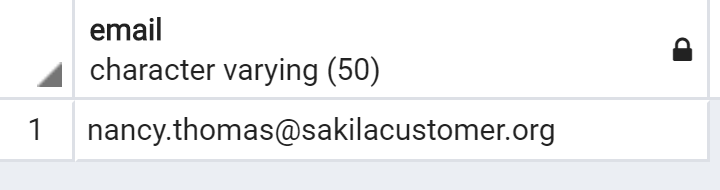 email
character varying (50)
1 nancy.thomas@sakilacustomer.org